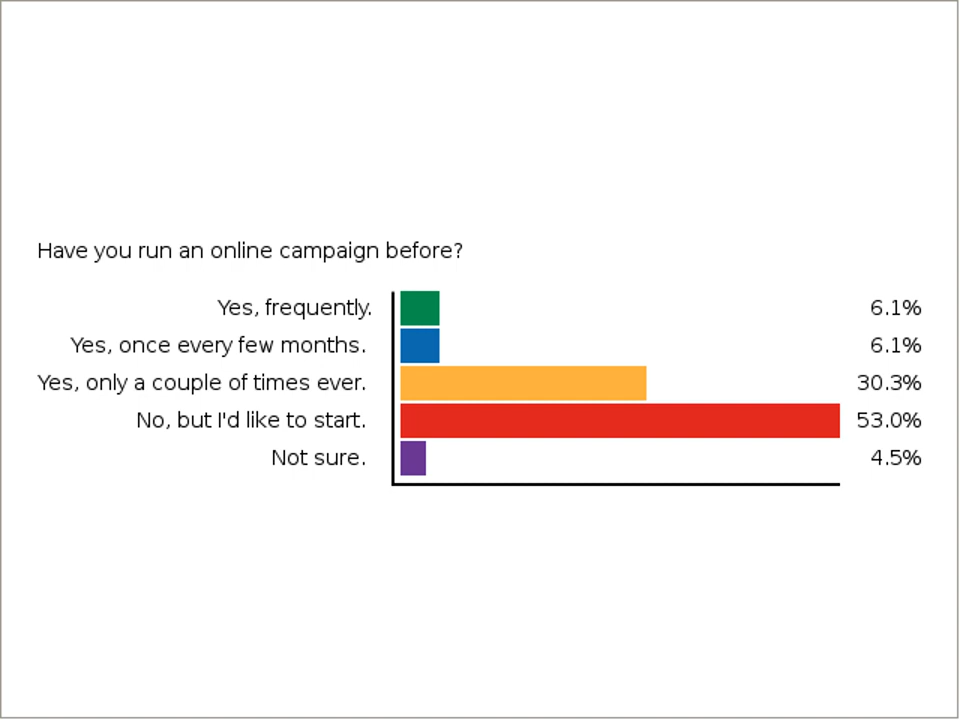 Have you run an online campaign before?
Yes, frequently. 6.1%
Yes, once every few months. 6.1%
Yes, only a couple of times ever. 30.3%
No, but I'd like to start. 53.0%
Not sure. 4.5%